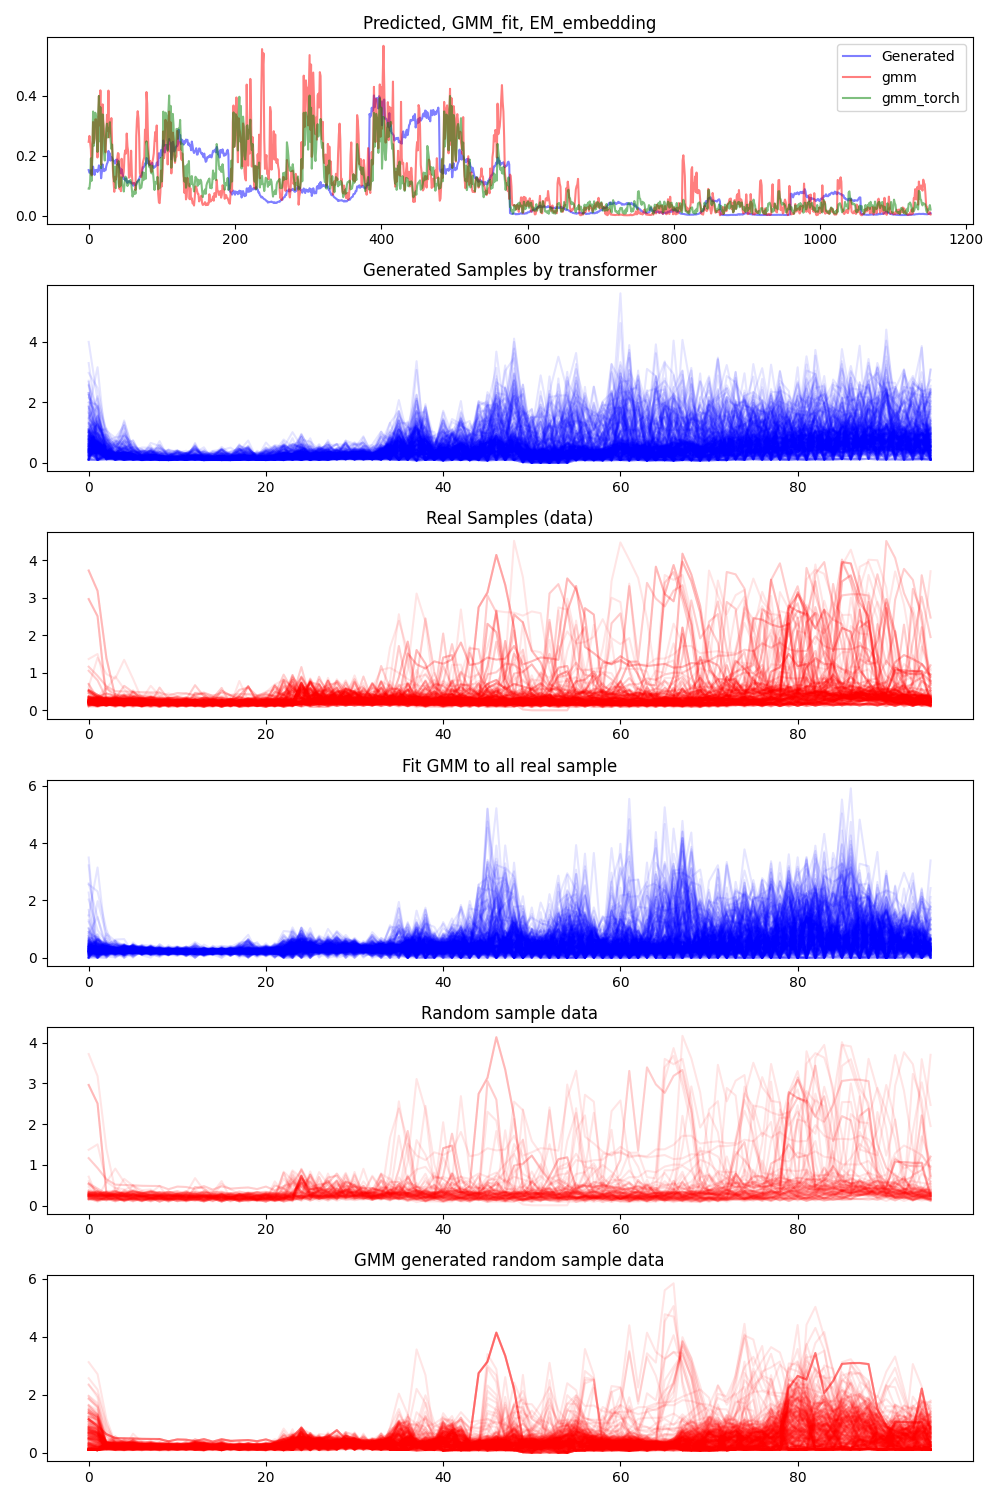 Predicted, GMM_fit, EM_embedding
Generated
gmm
gmm_torch
0.4
0.2
0.0
0 200 400 600 800 1000 1200
Generated Samples by transformer
4
2
0
0 20 40 60 80
Real Samples (data)
4
3
2
1
0
0 20 40 60 80
Fit GMM to all real sample
6
4
2
0
0 20 40 60 80
Random sample data
4
3
2
1
0
0 20 40 60 80
GMM generated random sample data
6
4
2
0
0 20 40 60 80